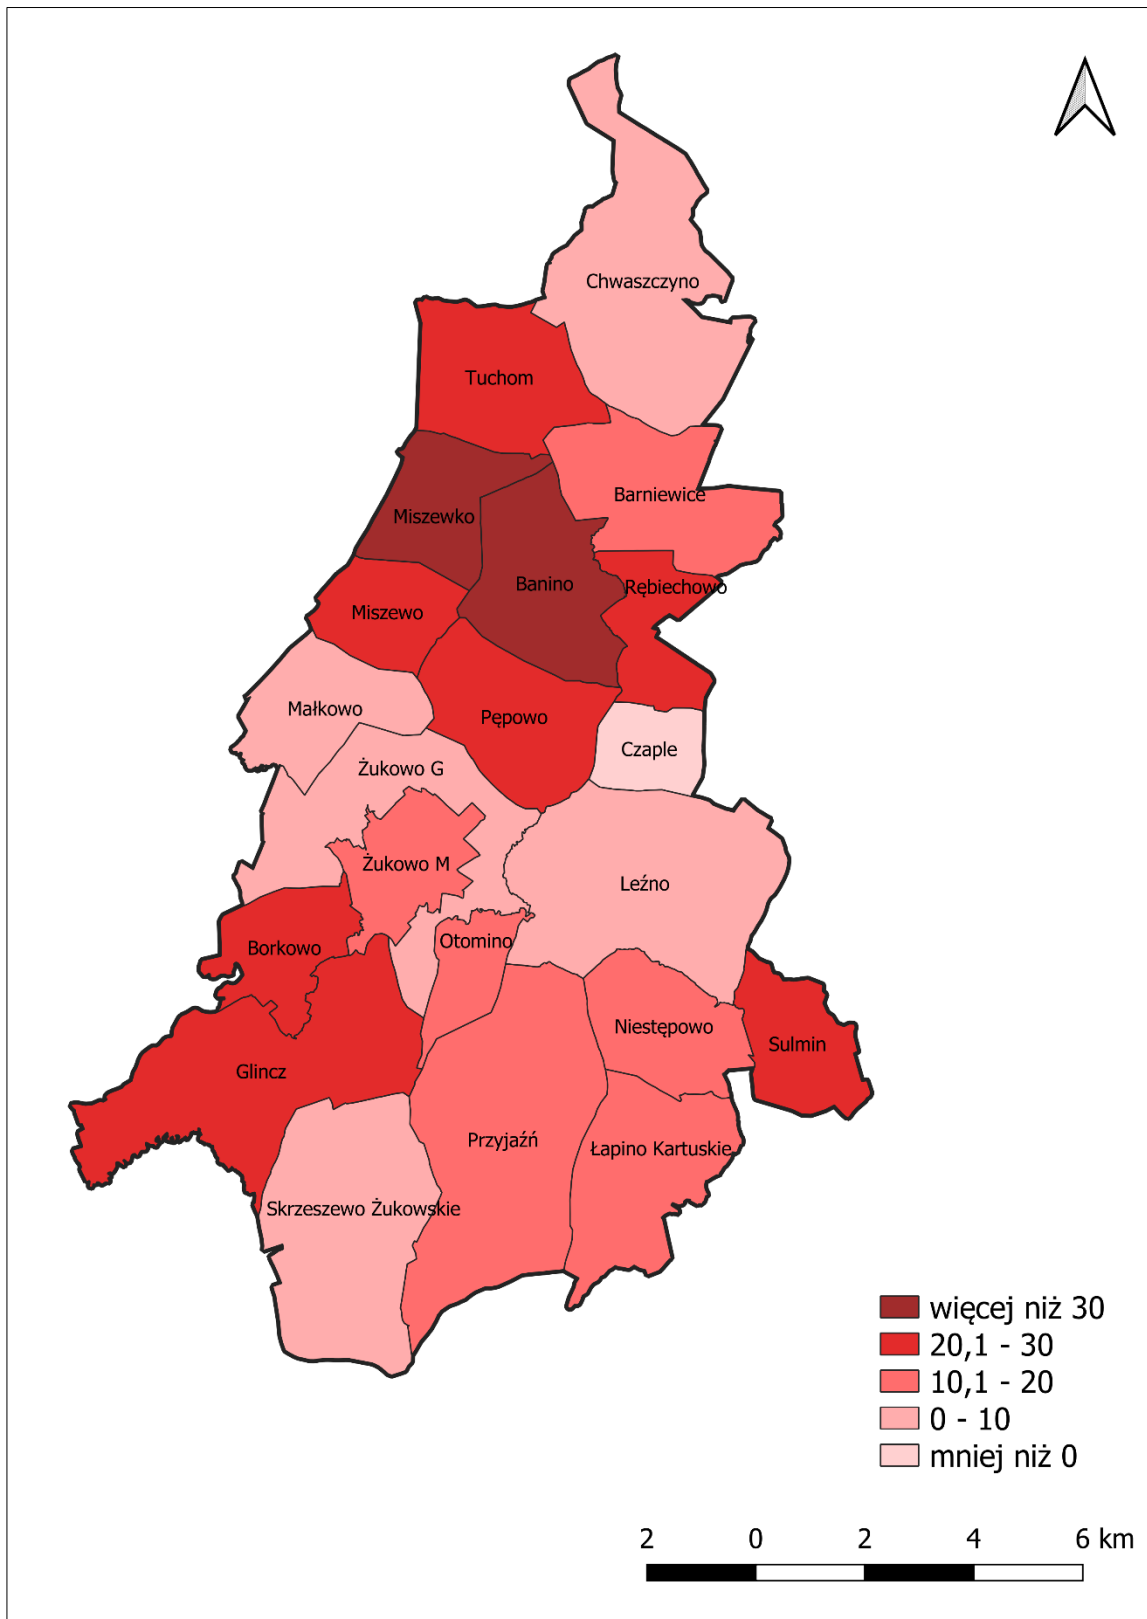 Chwaszczyno
Tuchom
Barniewice
Miszewko
Banino
Rębiechowo
Miszewo
Małkowo
Pępowo
Czaple
Żukowo G
Żukowo M
Leźno
Otomino
Borkowo
Niestępowo
Sulmin
Glincz
Przyjaźń
Łapino Kartuskie
Skrzeszewo Żukowskie
więcej niż 30
20,1 - 30
10,1 - 20
0 - 10
mniej niż 0
2 0 2 4 6 km